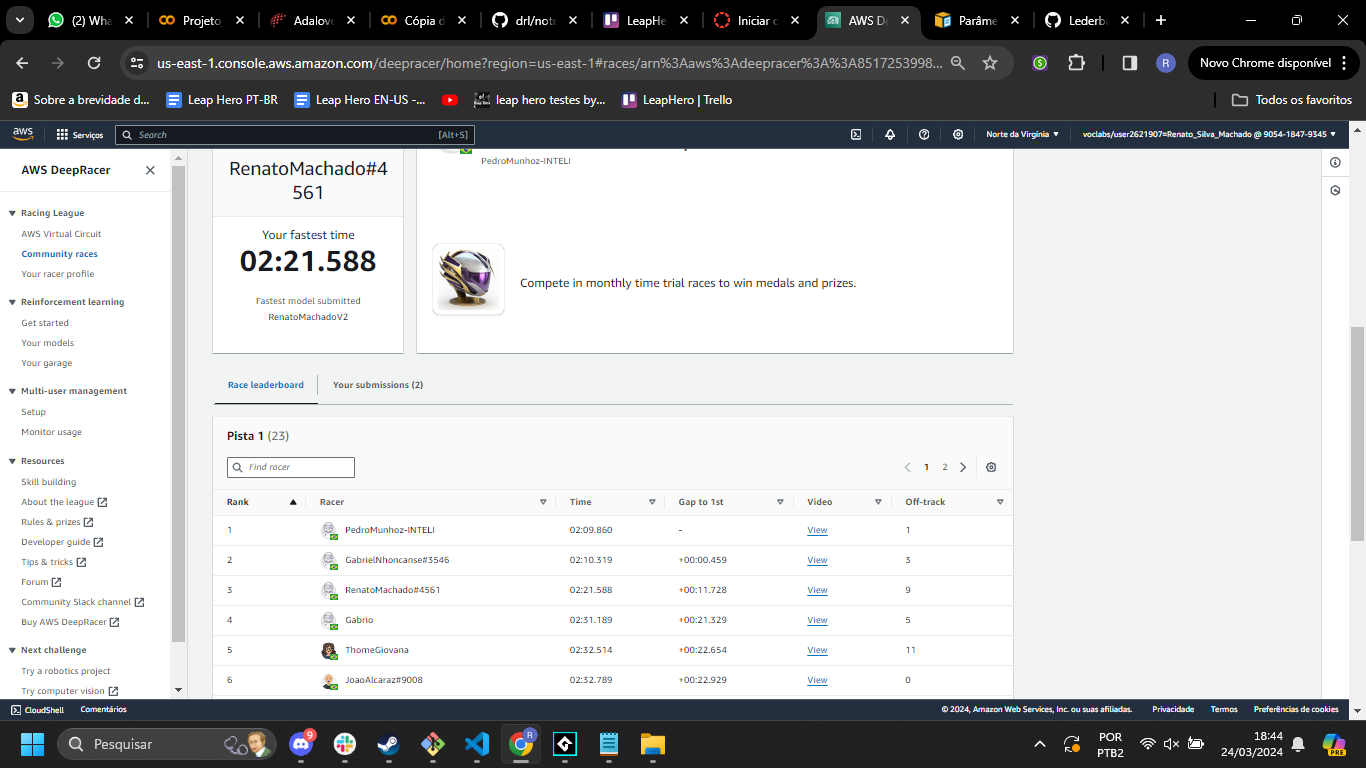 (2) Wha
Projeto
Adalove
Cópia d
drl/note
LeapHe
Iniciar c
AWS De
Parâme
Lederba
us-east-1.console.aws.amazon.com/deepracer/home?region=us-east-1#races/arn%3Aaws%3Adeepracer%3A%3A8517253998...
R
Novo Chrome disponível
Sobre a brevidade d...
Leap Hero PT-BR
Leap Hero EN-US -...
leap hero testes by...
LeapHero | Trello
Todos os favoritos
aws
Serviços
Search
[Alt+S]
Norte da Virgínia
voclabs/user2621907=Renato_Silva_Machado @ 9054-1847-9345
AWS DeepRacer
Racing League
AWS Virtual Circuit
Community races
Your racer profile
Reinforcement learning
Get started
Your models
Your garage
Multi-user management
Setup
Monitor usage
Resources
Skill building
About the league
Rules & prizes
Developer guide
Tips & tricks
Forum
Community Slack channel
Buy AWS DeepRacer
Next challenge
Try a robotics project
Try computer vision
RenatoMachado#4
561
Your fastest time
02:21.588
Fastest model submitted
RenatoMachadoV2
PedroMunhoz-INTELI
Compete in monthly time trial races to win medals and prizes.
Race leaderboard
Your submissions (2)
Pista 1 (23)
Find racer
1 2
Rank Racer Time Gap to 1st Video Off-track
1 PedroMunhoz-INTELI 02:09.860 - View 1
2 GabrielNhoncanse#3546 02:10.319 +00:00.459 View 3
3 RenatoMachado#4561 02:21.588 +00:11.728 View 9
4 Gabrio 02:31.189 +00:21.329 View 5
5 ThomeGiovana 02:32.514 +00:22.654 View 11
6 JoaoAlcaraz#9008 02:32.789 +00:22.929 View 0
CloudShell
Comentários
© 2024, Amazon Web Services, Inc. ou suas afiliadas.
Privacidade
Termos
Preferências de cookies
Pesquisar
9
R
POR
PTB2
18:44
24/03/2024
PRE